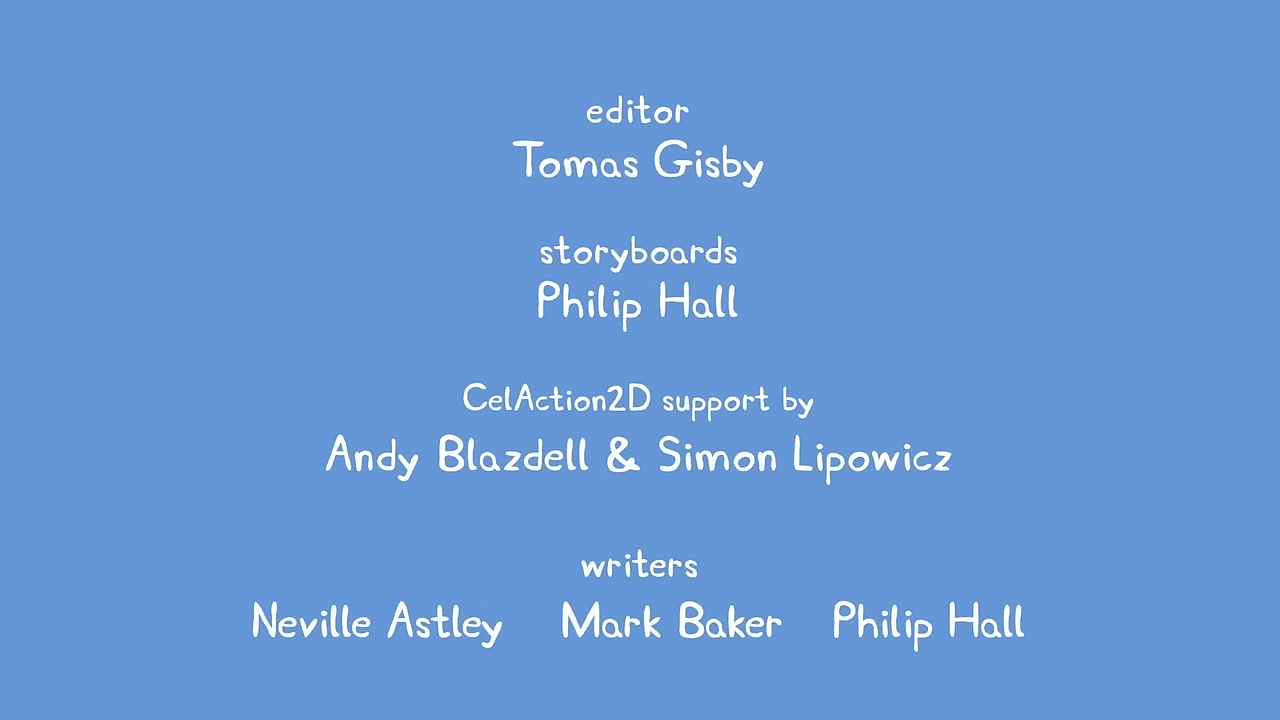 editor
Tomas Gisby
storyboards
Philip Hall
CelAction2D support by
Andy Blazdell & Simon Lipowicz
writers
Neville Astley Mark Baker Philip Hall